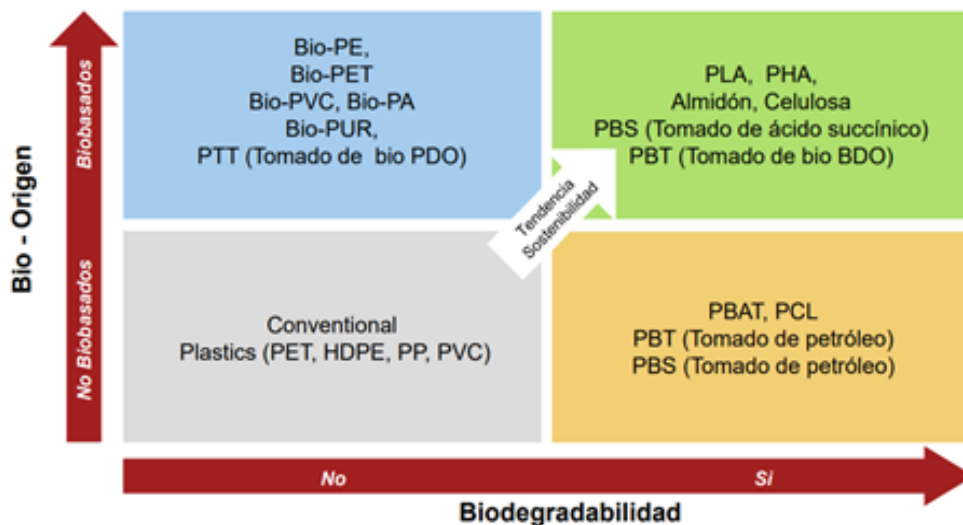 Bio - Origen
Biobasados
No Biobasados
Bio-PE,
Bio-PET
Bio-PVC, Bio-PA
Bio-PUR,
PTT (Tomado de bio PDO)
PLA, PHA,
Almidón, Celulosa
PBS (Tomado de ácido succínico)
PBT (Tomado de bio BDO)
Tendencia
Sostenibilidad
Conventional
Plastics (PET, HDPE, PP, PVC)
PBAT, PCL
PBT (Tomado de petróleo)
PBS (Tomado de petróleo)
No
Si
Biodegradabilidad